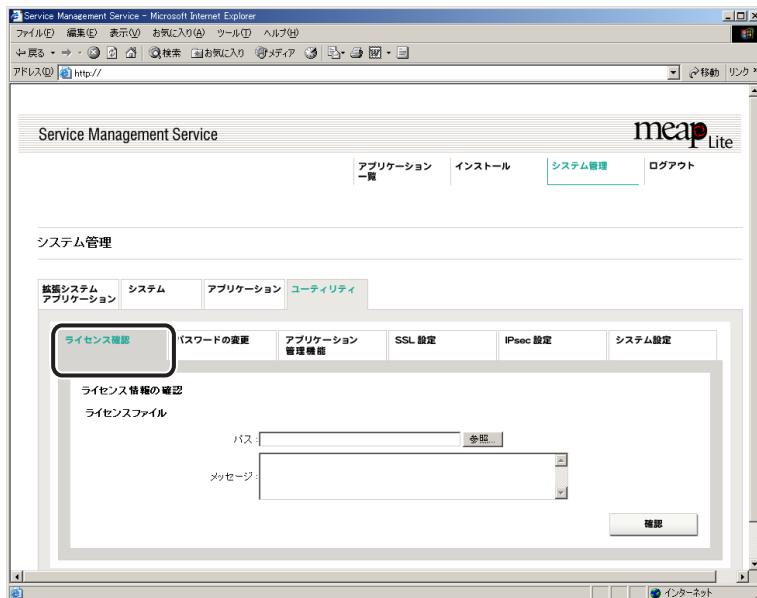 Service Management Service - Microsoft Internet Explorer
ファイル(F) 編集(E) 表示(V) お気に入り(A) ツール(T) ヘルプ(H)
戻る 検索 お気に入り メディア
アドレス(D) http:// 移動 リンク
Service Management Service
meap Lite
アプリケーション一覧 インストール システム管理 ログアウト
システム管理
拡張システム システム アプリケーション ユーティリティ
アプリケーション
ライセンス確認 パスワードの変更 アプリケーション SSL 設定 IPsec 設定 システム設定
管理機能
ライセンス情報の確認
ライセンスファイル
パス : 参照...
メッセージ :
確認
インターネット